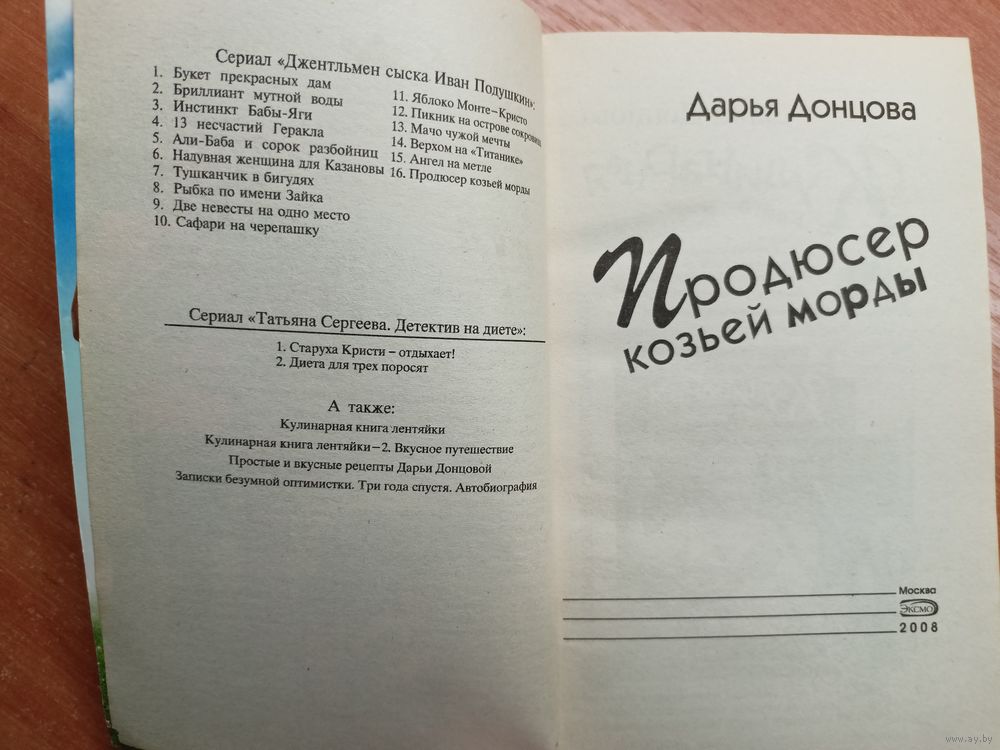 Сериал «Джентльмен сыска Иван Подушкин»:
1. Букет прекрасных дам
2. Бриллиант мутной воды
3. Инстинкт Бабы-Яги
4. 13 несчастий Геракла
5. Али-Баба и сорок разбойниц
6. Надувная женщина для Казановы
7. Тушканчик в бигудях
8. Рыбка по имени Зайка
9. Две невесты на одно место
10. Сафари на черепашку
11. Яблоко Монте-Кристо
12. Пикник на острове сокровищ
13. Мачо чужой мечты
14. Верхом на «Титанике»
15. Ангел на метле
16. Продюсер козьей морды
Сериал «Татьяна Сергеева. Детектив на диете»:
1. Старуха Кристи – отдыхает!
2. Диета для трех поросят
А также:
Кулинарная книга лентяйки
Кулинарная книга лентяйки–2. Вкусное путешествие
Простые и вкусные рецепты Дарьи Донцовой
Записки безумной оптимистки. Три года спустя. Автобиография
Дарья Донцова
Продюсер
козьей морды
Москва
ЭКСМО
2008
www.ay.by